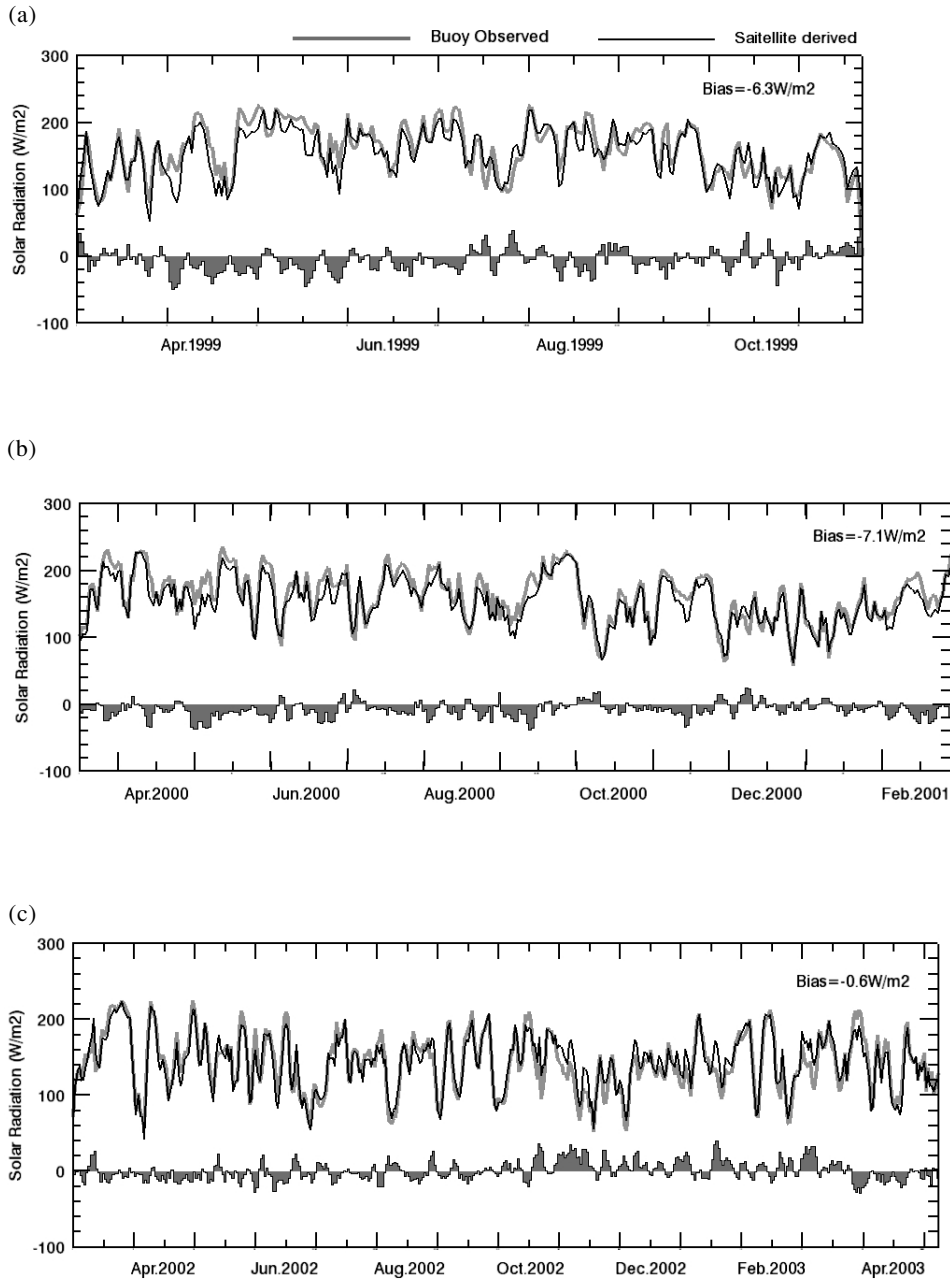 (a)
Buoy Observed
Saitellite derived
300
Bias=-6.3W/m2
200
100
0
-100
Solar Radiation (W/m2)
Apr.1999 Jun.1999 Aug.1999 Oct.1999
(b)
300
Bias=-7.1W/m2
200
100
0
-100
Solar Radiation (W/m2)
Apr.2000 Jun.2000 Aug.2000 Oct.2000 Dec.2000 Feb.2001
(c)
300
Bias=-0.6W/m2
200
100
0
-100
Solar Radiation (W/m2)
Apr.2002 Jun.2002 Aug.2002 Oct.2002 Dec.2002 Feb.2003 Apr.2003